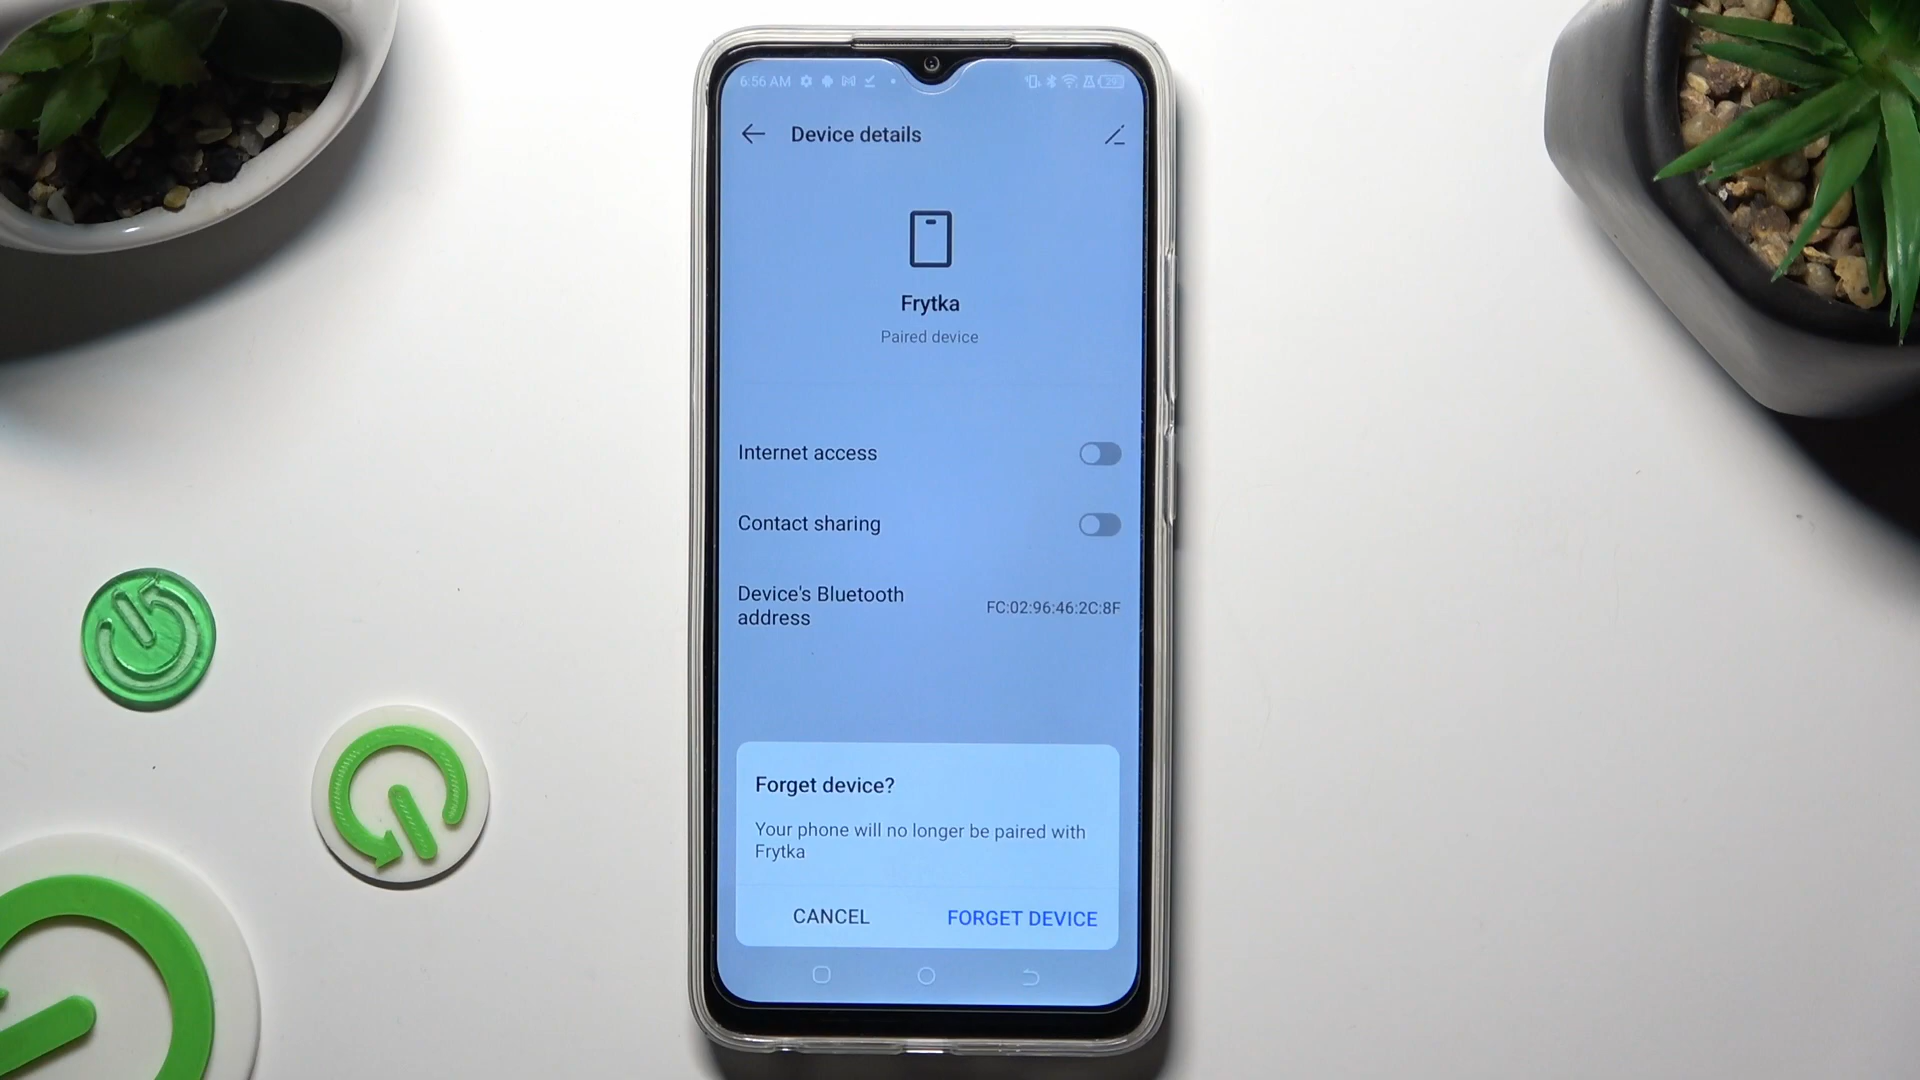 6:56 AM
Device details
Frytka
Paired device
Internet access
Contact sharing
Device's Bluetooth
address
FC:02:96:46:2C:8F
Forget device?
Your phone will no longer be paired with
Frytka
CANCEL
FORGET DEVICE